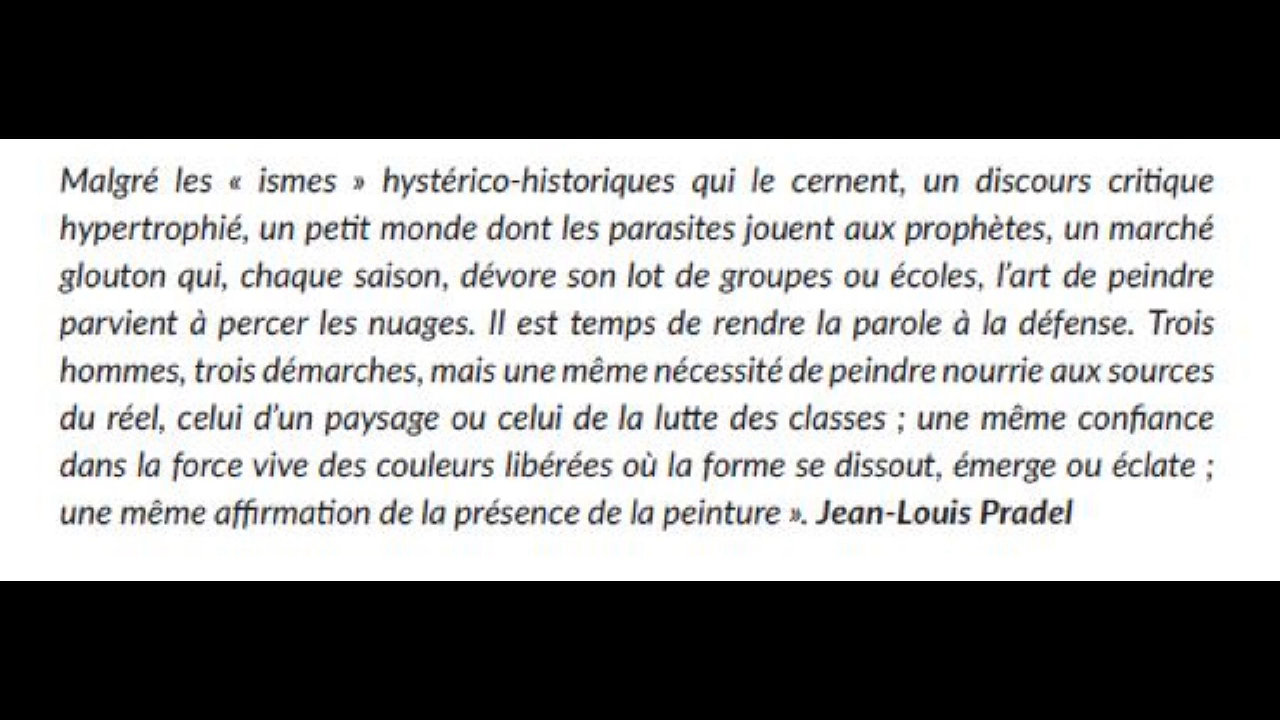 Malgré les « ismes » hystérico-historiques qui le cernent, un discours critique
hypertrophié, un petit monde dont les parasites jouent aux prophètes, un marché
glouton qui, chaque saison, dévore son lot de groupes ou écoles, l'art de peindre
parvient à percer les nuages. Il est temps de rendre la parole à la défense. Trois
hommes, trois démarches, mais une même nécessité de peindre nourrie aux sources
du réel, celui d'un paysage ou celui de la lutte des classes ; une même confiance
dans la force vive des couleurs libérées où la forme se dissout, émerge ou éclate ;
une même affirmation de la présence de la peinture ». Jean-Louis Pradel